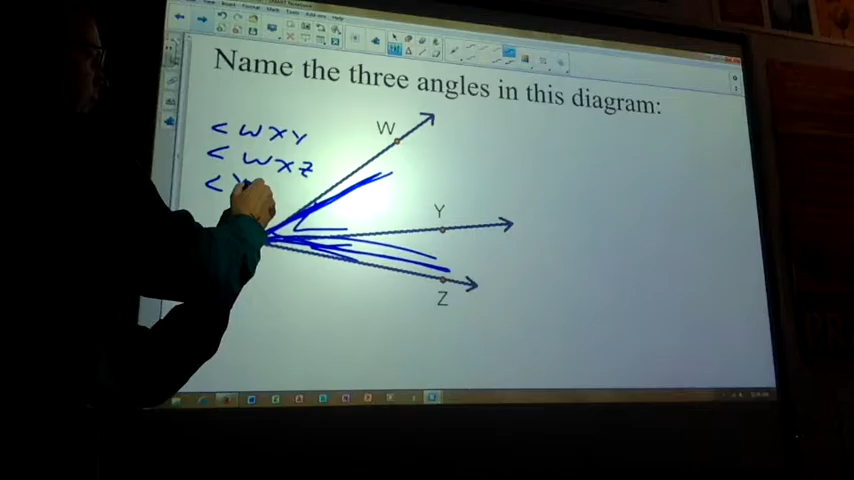 Name the three angles in this diagram:
W
< W X Y
< W X Z
< Y
Y
Z